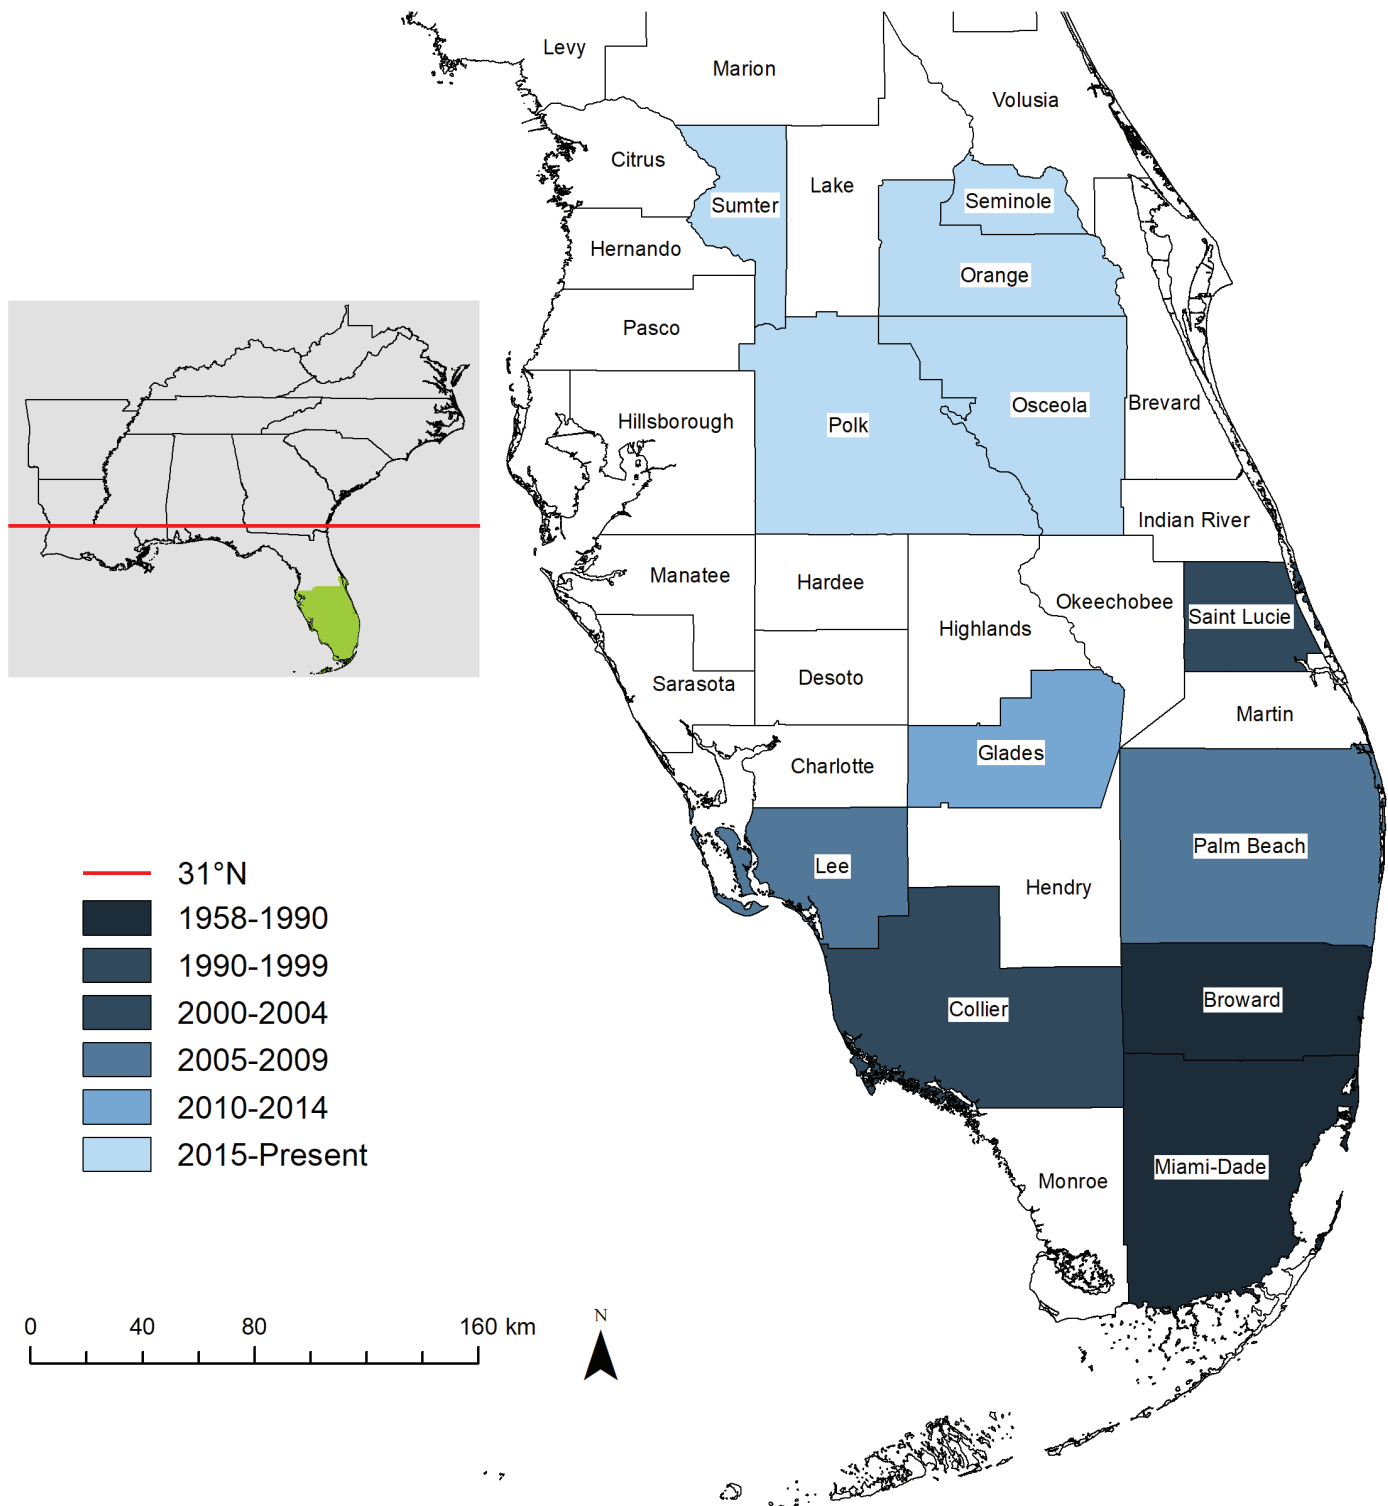 Levy
Marion
Volusia
Citrus
Lake
Sumter
Seminole
Hernando
Orange
Pasco
Hillsborough
Polk
Osceola
Brevard
Indian River
Manatee
Hardee
Okeechobee
Saint Lucie
Highlands
Sarasota
Desoto
Martin
Charlotte
Glades
Palm Beach
Lee
Hendry
Collier
Broward
Miami-Dade
Monroe
31°N
1958-1990
1990-1999
2000-2004
2005-2009
2010-2014
2015-Present
0 40 80 160 km
N